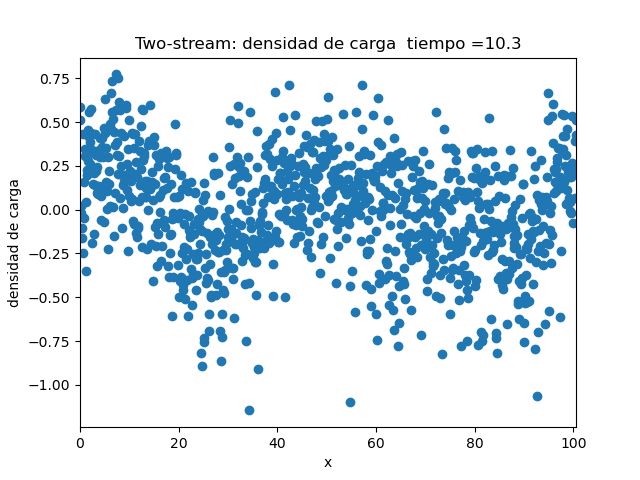 Two-stream: densidad de carga  tiempo =10.3
densidad de carga
0.75
0.50
0.25
0.00
−0.25
−0.50
−0.75
−1.00
0 20 40 60 80 100
x